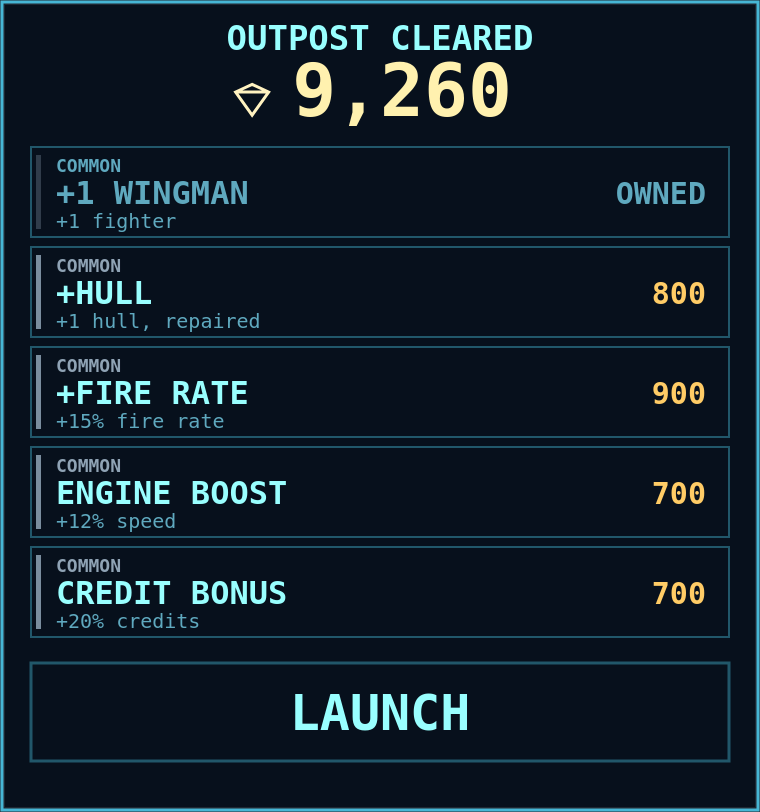 OUTPOST CLEARED
9,260
COMMON
+1 WINGMAN
OWNED
+1 fighter
COMMON
+HULL
800
+1 hull, repaired
COMMON
+FIRE RATE
900
+15% fire rate
COMMON
ENGINE BOOST
700
+12% speed
COMMON
CREDIT BONUS
700
+20% credits
LAUNCH